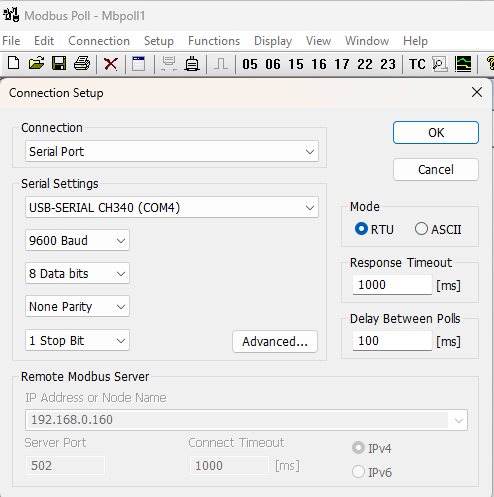 Modbus Poll - Mbpoll1
File Edit Connection Setup Functions Display View Window Help
05 06 15 16 17 22 23 TC
Connection Setup
Connection
Serial Port
OK
Cancel
Serial Settings
USB-SERIAL CH340 (COM4)
9600 Baud
8 Data bits
None Parity
1 Stop Bit
Advanced...
Mode
RTU ASCII
Response Timeout
1000 [ms]
Delay Between Polls
100 [ms]
Remote Modbus Server
IP Address or Node Name
192.168.0.160
Server Port Connect Timeout
502 1000 [ms]
IPv4
IPv6